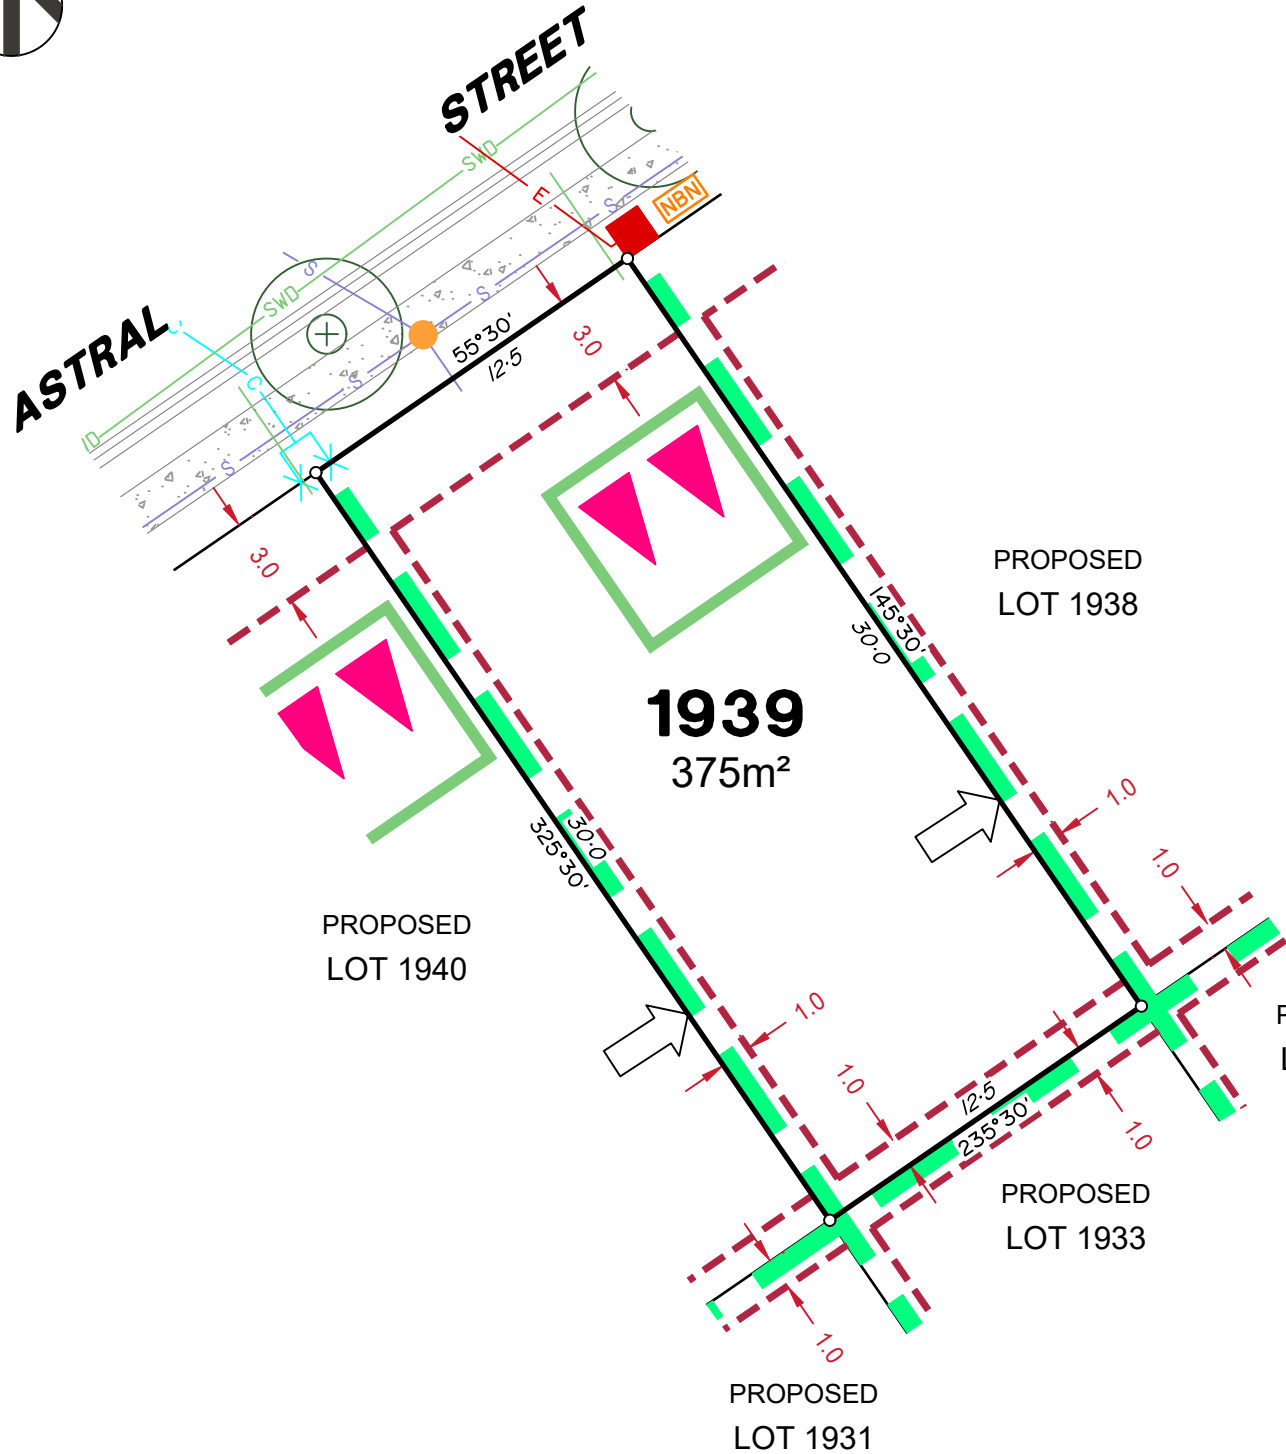 STREET
SWD
E
NBN
S
S
SWD
S
ASTRAL
C
55°30'
12·5
3.0
S
S
3.0
PROPOSED
LOT 1938
145°30'
30·0
1939
375m²
1.0
30·0
325°30'
1.0
PROPOSED
LOT 1940
1.0
1.0
12·5
235°30'
1.0
PROPOSED
LOT 1933
1.0
PROPOSED
LOT 1931